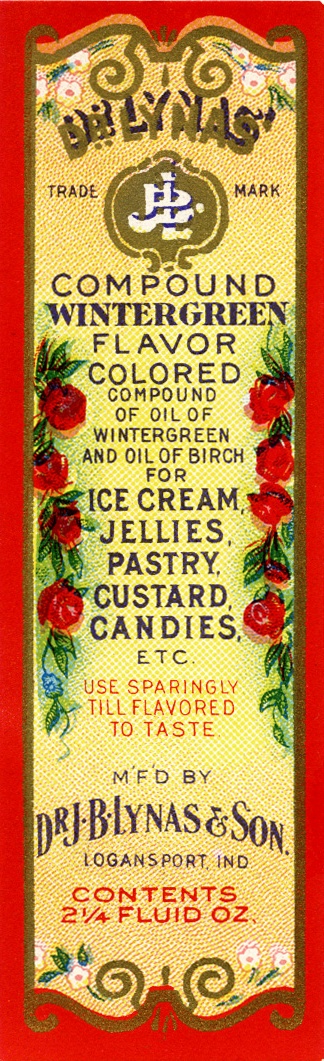 DR. LYNAS'
TRADE MARK
JBL
COMPOUND
WINTERGREEN
FLAVOR
COLORED
COMPOUND
OF OIL OF
WINTERGREEN
AND OIL OF BIRCH
FOR
ICE CREAM,
JELLIES,
PASTRY,
CUSTARD,
CANDIES,
ETC.
USE SPARINGLY
TILL FLAVORED
TO TASTE
M'F'D BY
DR.J.B.LYNAS & SON.
LOGANSPORT, IND
CONTENTS
2 1/4 FLUID OZ.